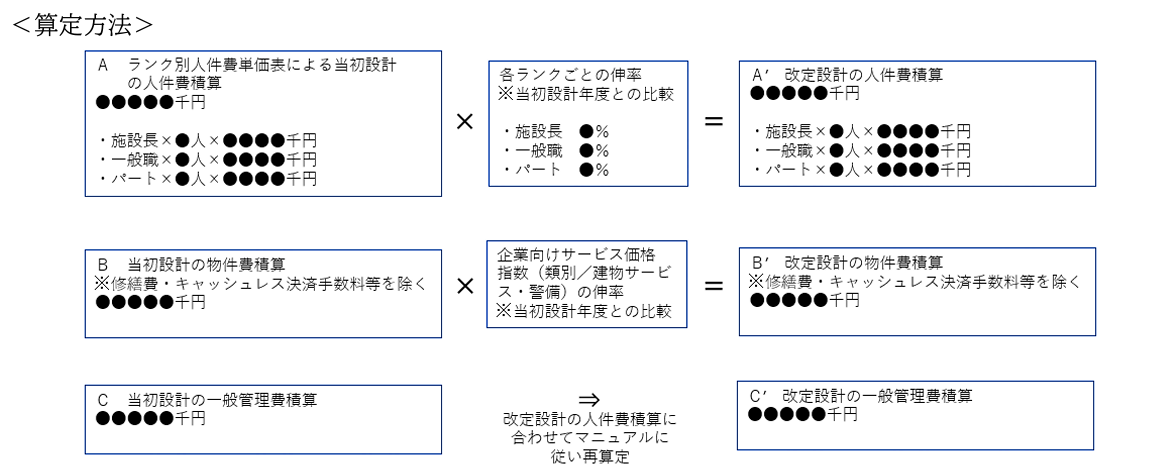 ＜算定方法＞
A　ランク別人件費単価表による当初設計
の人件費積算
●●●●●千円
・施設長×●人×●●●●千円
・一般職×●人×●●●●千円
・パート×●人×●●●●千円
×
各ランクごとの伸率
※当初設計年度との比較
・施設長　●％
・一般職　●％
・パート　●％
＝
A’　改定設計の人件費積算
●●●●●千円
・施設長×●人×●●●●千円
・一般職×●人×●●●●千円
・パート×●人×●●●●千円
B　当初設計の物件費積算
※修繕費・キャッシュレス決済手数料等を除く
●●●●●千円
×
企業向けサービス価格
指数（類別／建物サービ
ス・警備）の伸率
※当初設計年度との比較
＝
B’　改定設計の物件費積算
※修繕費・キャッシュレス決済手数料等を除く
●●●●●千円
C　当初設計の一般管理費積算
●●●●●千円
⇒
改定設計の人件費積算に
合わせてマニュアルに
従い再算定
C’　改定設計の一般管理費積算
●●●●●千円